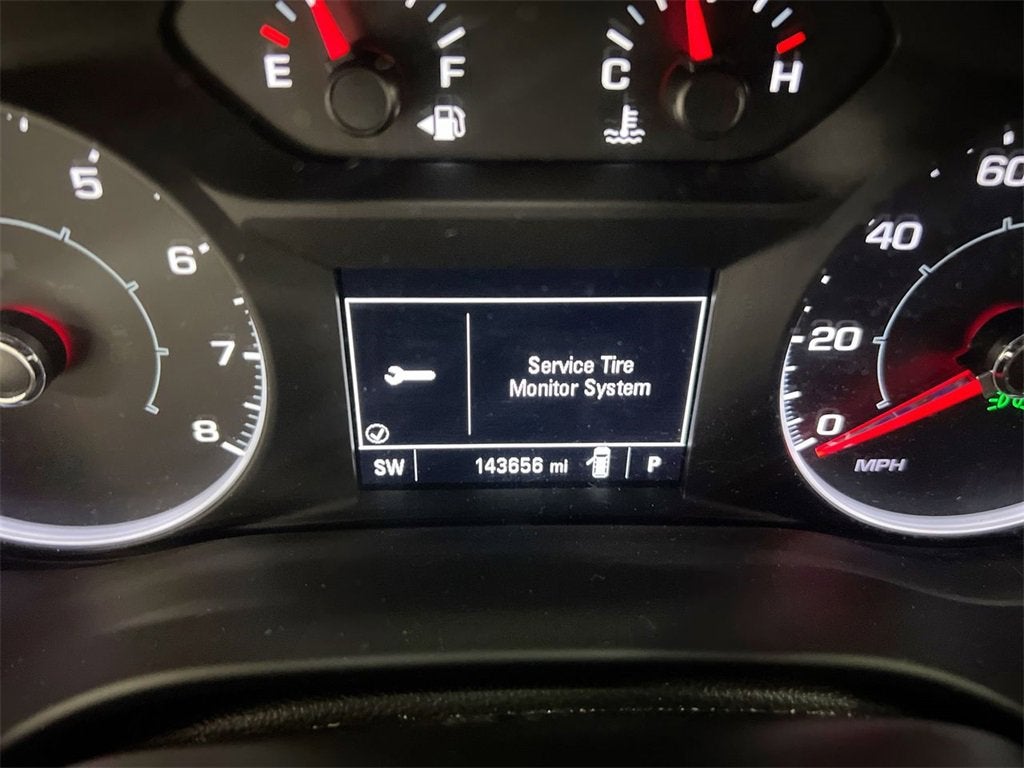 E F C H
5
6
7
8
60
40
20
0
MPH
Service Tire
Monitor System
SW 143656 mi P